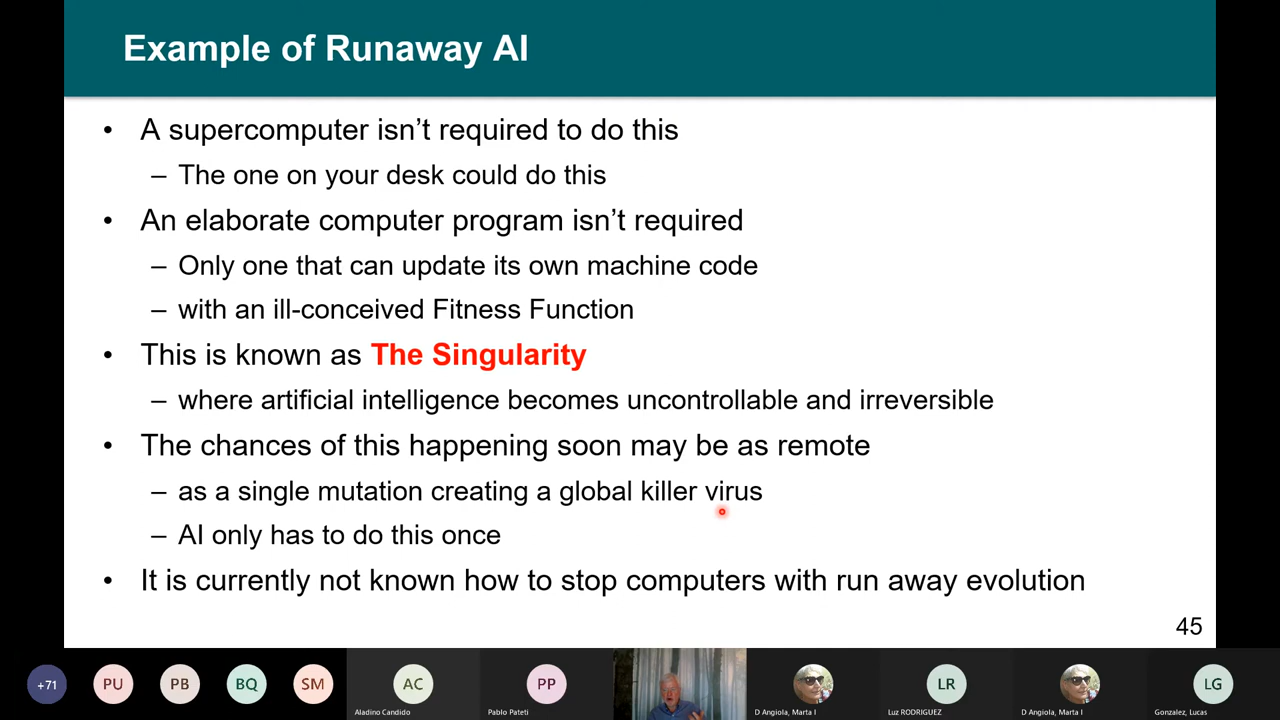 Example of Runaway AI
• A supercomputer isn’t required to do this
– The one on your desk could do this
• An elaborate computer program isn’t required
– Only one that can update its own machine code
– with an ill-conceived Fitness Function
• This is known as The Singularity
– where artificial intelligence becomes uncontrollable and irreversible
• The chances of this happening soon may be as remote
– as a single mutation creating a global killer virus
– AI only has to do this once
• It is currently not known how to stop computers with run away evolution
45
+71
PU
PB
BQ
SM
AC
PP
LR
LG
Aladino Candido
Pablo Pateti
D Angiola, Marta I
Luz RODRIGUEZ
D Angiola, Marta I
Gonzalez, Lucas